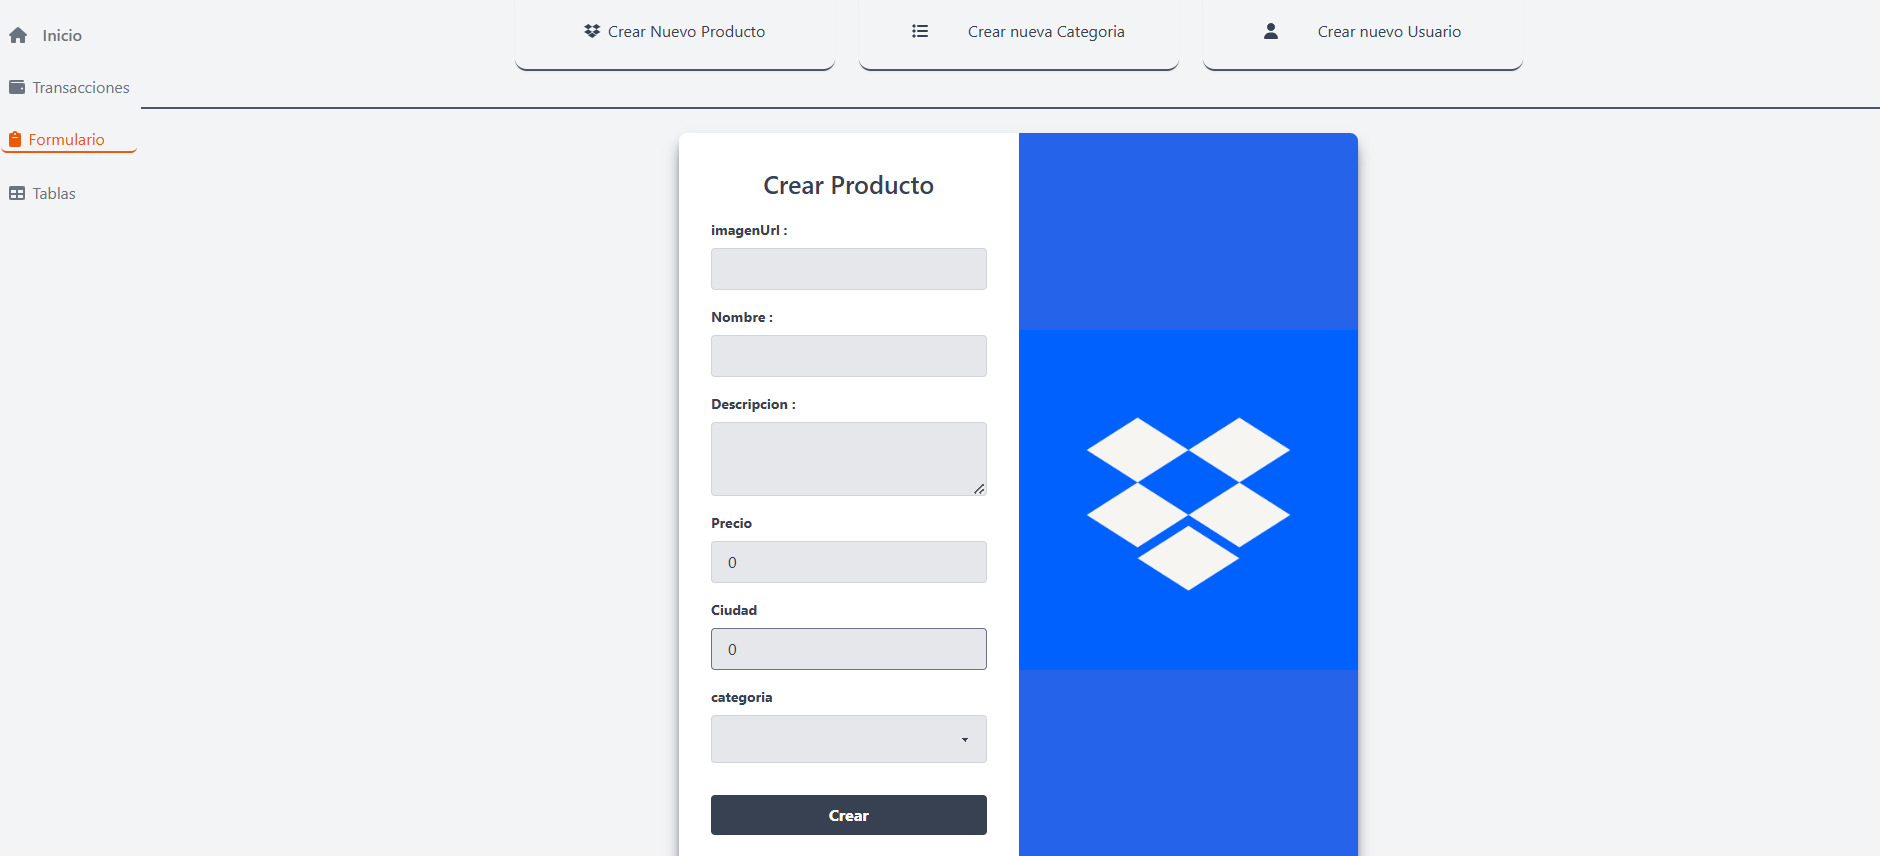 Inicio
Transacciones
Formulario
Tablas
Crear Nuevo Producto
Crear nueva Categoria
Crear nuevo Usuario
Crear Producto
imagenUrl :
Nombre :
Descripcion :
Precio
0
Ciudad
0
categoria
Crear